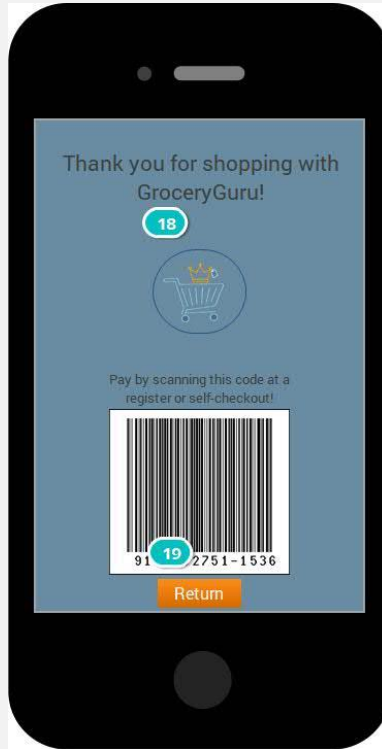 Thank you for shopping with
GroceryGuru!
18
Pay by scanning this code at a
register or self-checkout!
19
91 2751-1536
Return